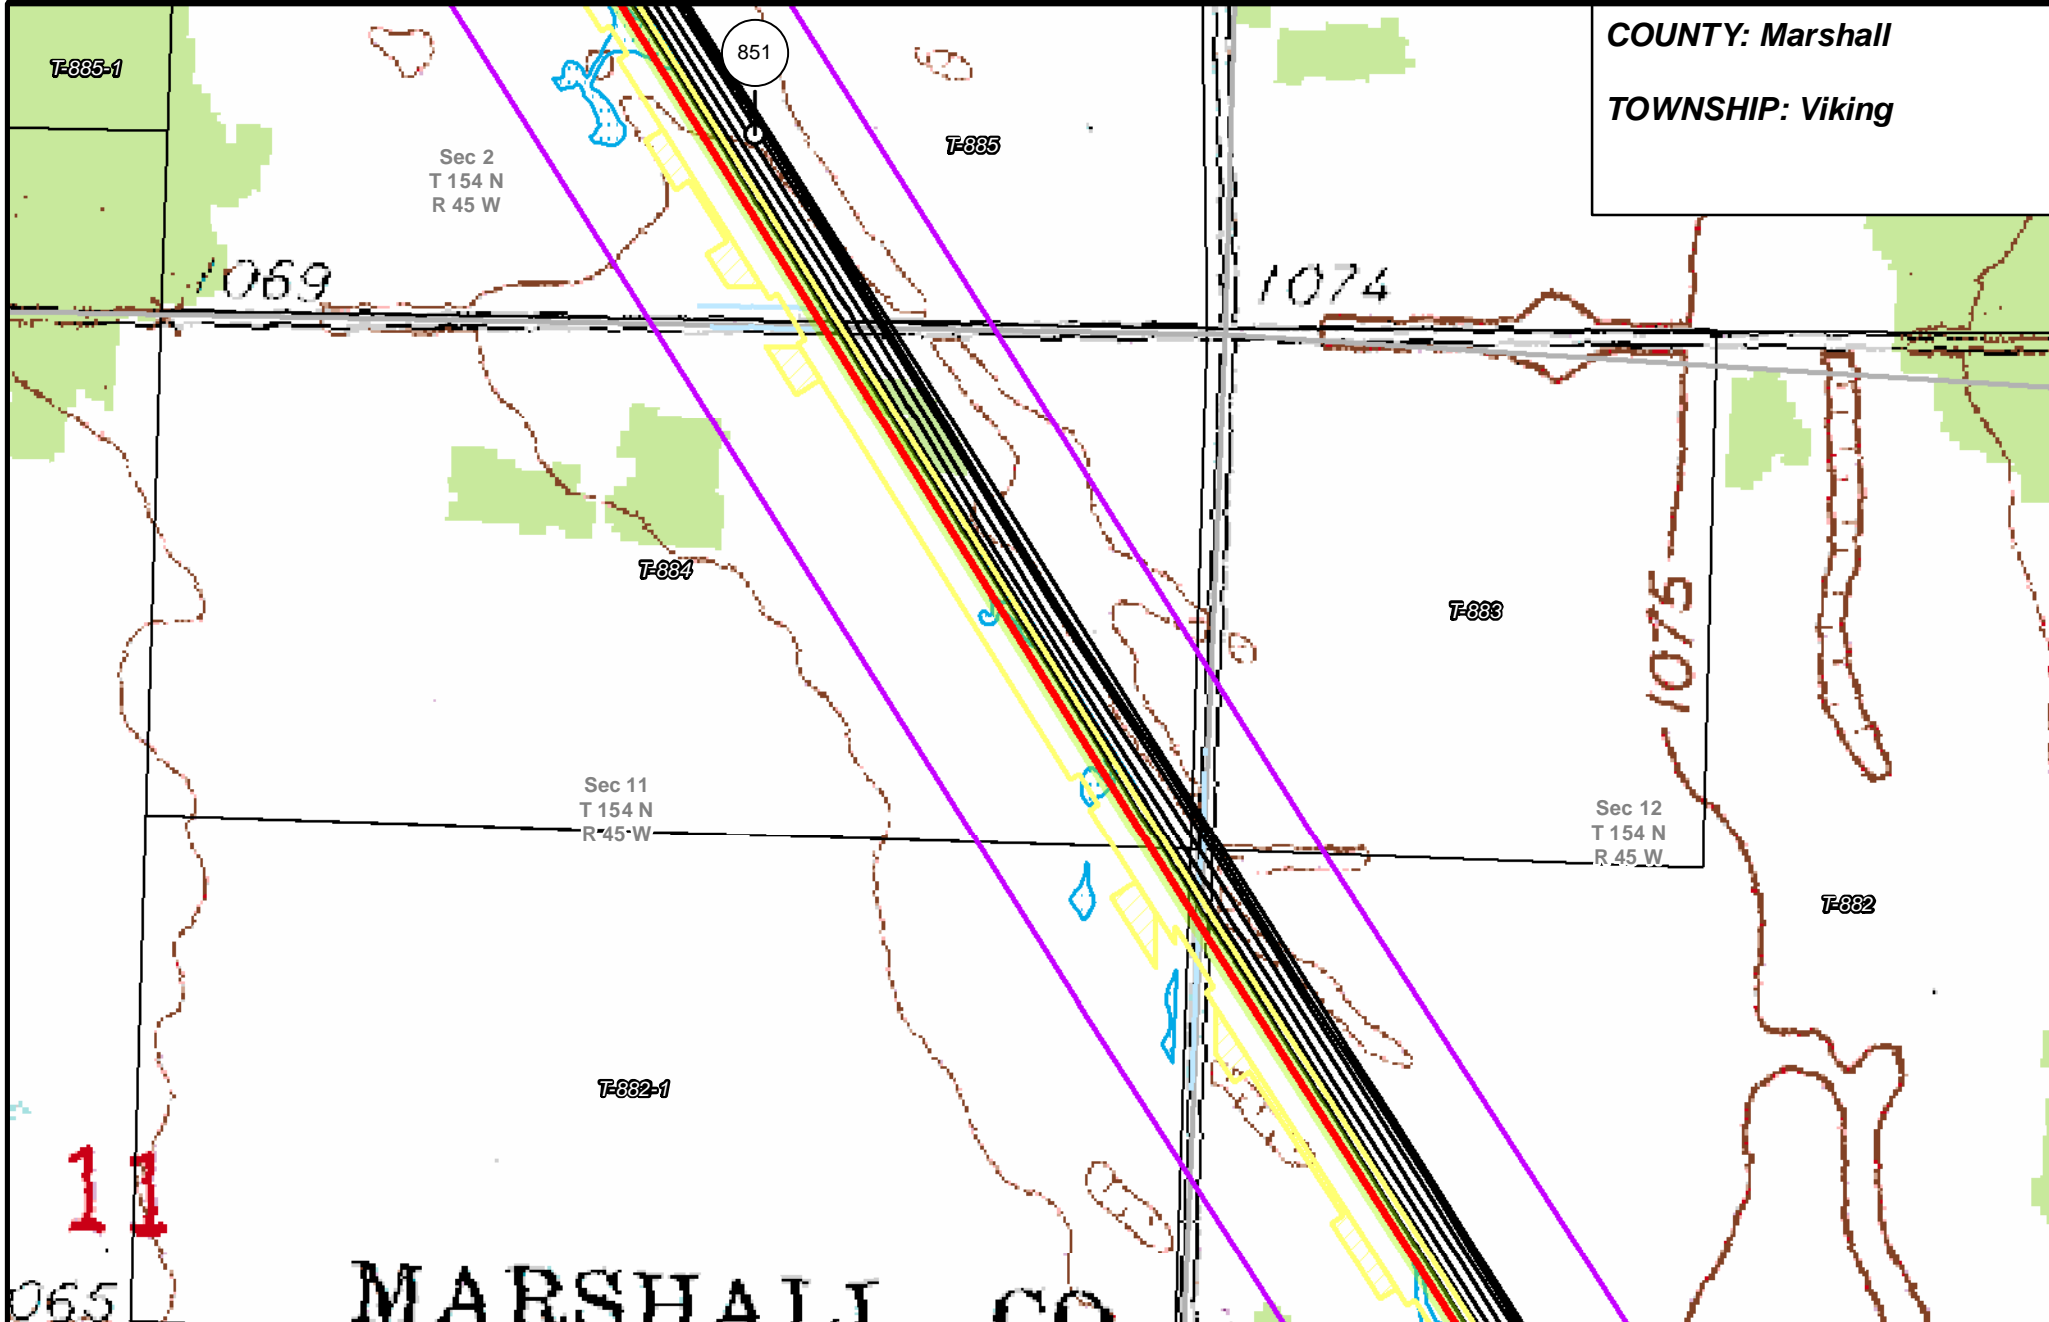 COUNTY: Marshall
TOWNSHIP: Viking
851
T-885-1
T-885
Sec 2
T 154 N
R 45 W
1069
1074
T-884
T-883
1075
Sec 11
T 154 N
R 45 W
Sec 12
T 154 N
R 45 W
T-882
T-882-1
11
065
MARSHALL CO